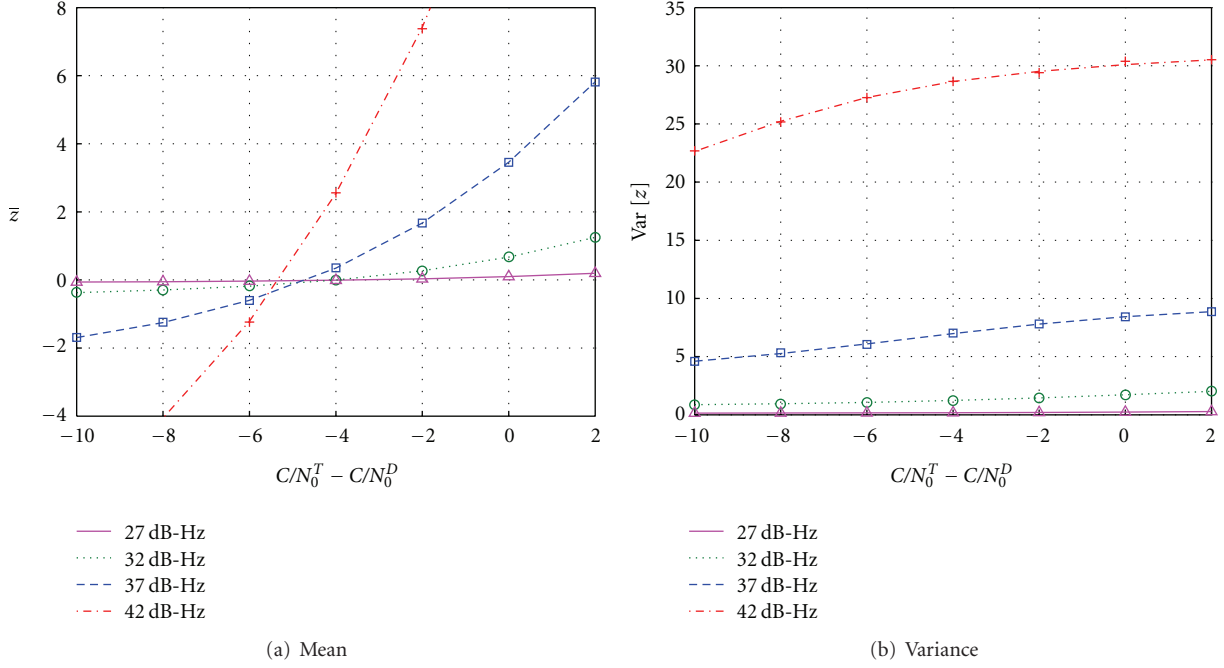 8
6
4
2
0
−2
−4
z̄
−10 −8 −6 −4 −2 0 2
C/N₀ᵀ − C/N₀ᴰ
27 dB-Hz
32 dB-Hz
37 dB-Hz
42 dB-Hz
(a) Mean
35
30
25
20
15
10
5
0
Var [z]
−10 −8 −6 −4 −2 0 2
C/N₀ᵀ − C/N₀ᴰ
27 dB-Hz
32 dB-Hz
37 dB-Hz
42 dB-Hz
(b) Variance